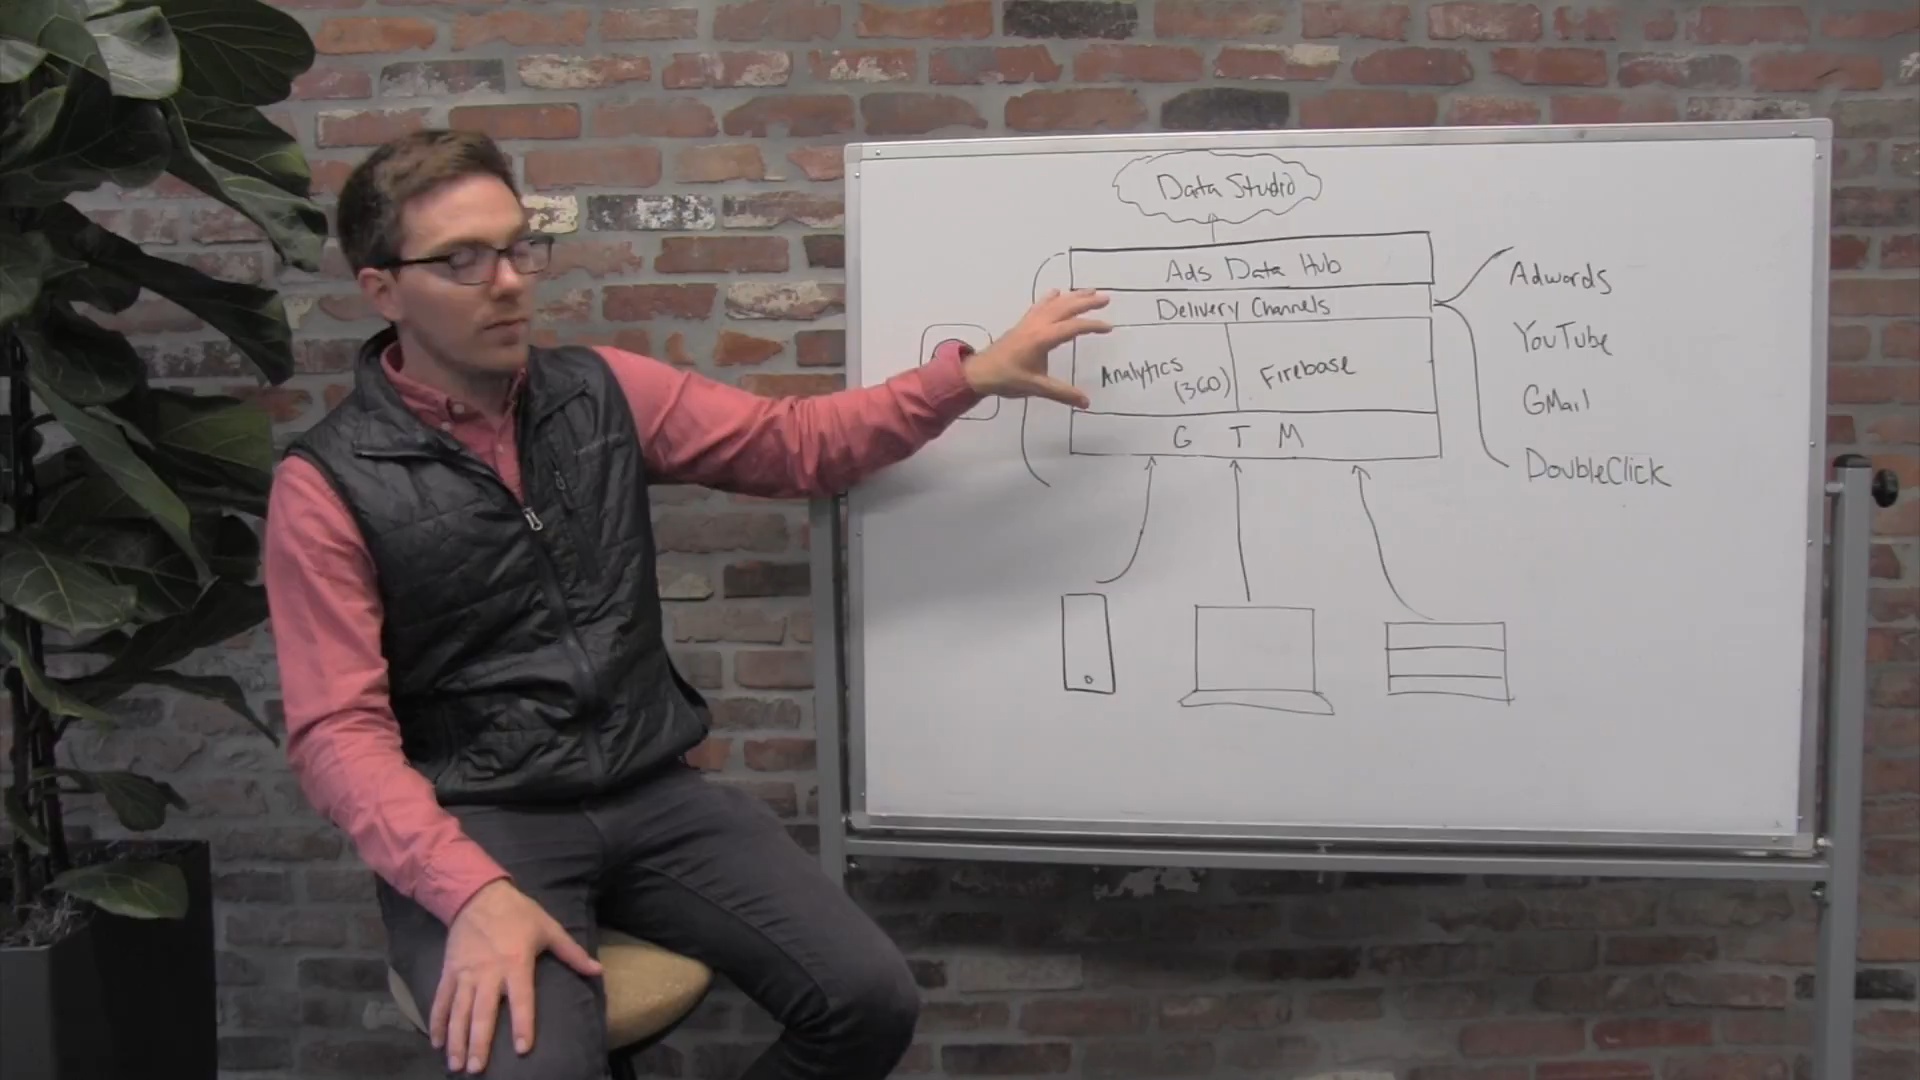 Data Studio
Ads Data Hub
Delivery Channels
Analytics
(360)
Firebase
G T M
Adwords
YouTube
GMail
DoubleClick